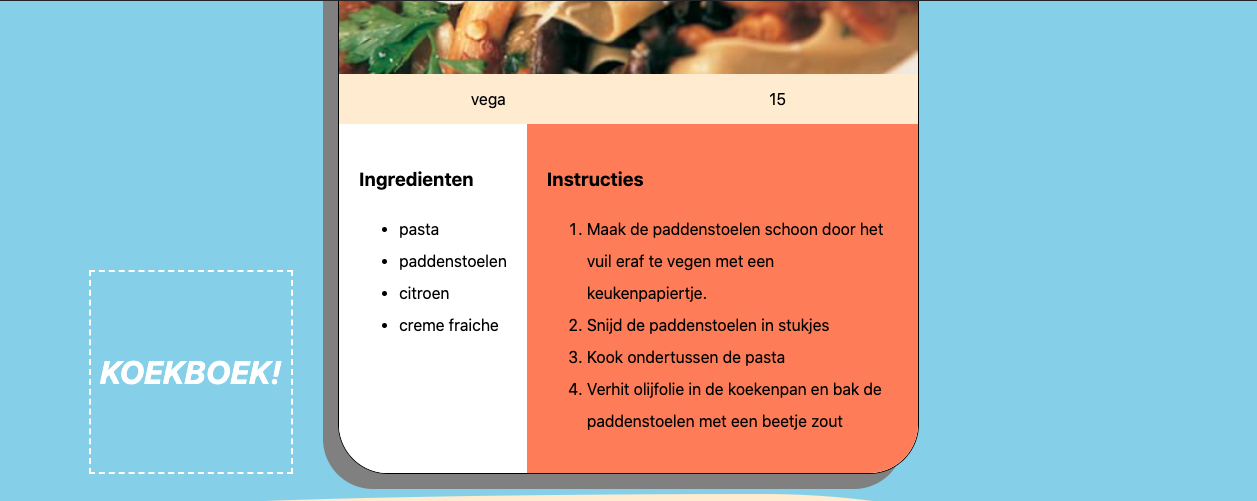 vega 15
Ingredienten
• pasta
• paddenstoelen
• citroen
• creme fraiche
Instructies
1. Maak de paddenstoelen schoon door het
vuil eraf te vegen met een
keukenpapiertje.
2. Snijd de paddenstoelen in stukjes
3. Kook ondertussen de pasta
4. Verhit olijfolie in de koekenpan en bak de
paddenstoelen met een beetje zout
KOEKBOEK!